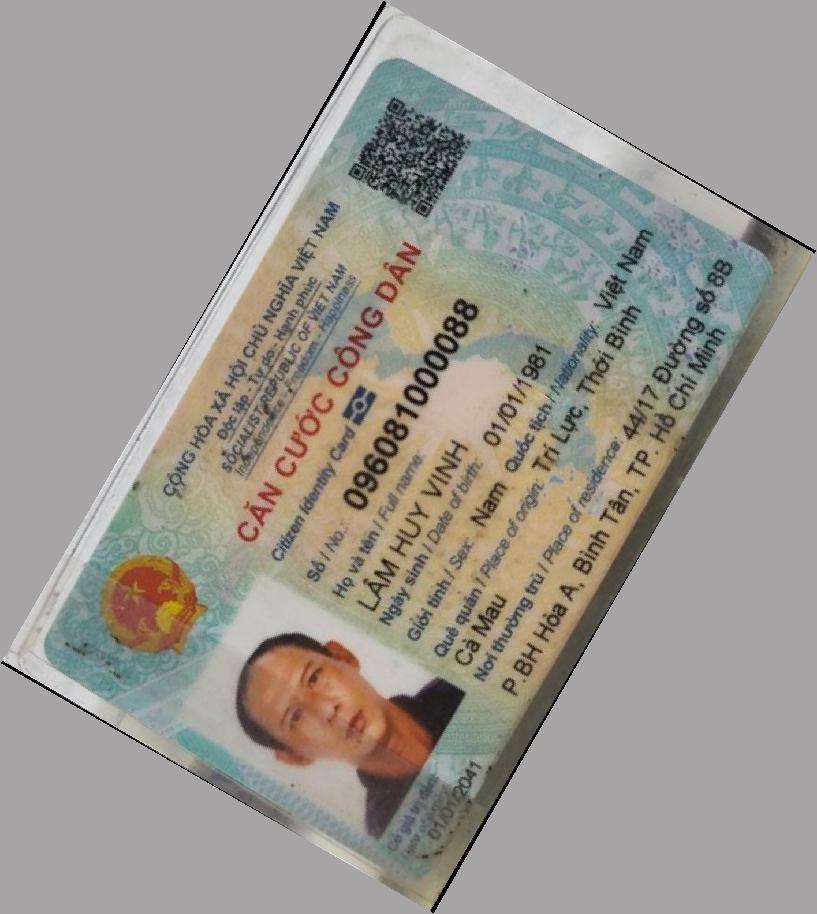 CỘNG HÒA XÃ HỘI CHỦ NGHĨA VIỆT NAM
Độc lập - Tự do - Hạnh phúc
SOCIALIST REPUBLIC OF VIET NAM
Independence - Freedom - Happiness
CĂN CƯỚC CÔNG DÂN
Citizen Identity Card
Số / No.: 096081000088
Họ và tên / Full name:
LÂM HUY VINH
Ngày sinh / Date of birth: 01/01/1981
Giới tính / Sex: Nam Quốc tịch / Nationality: Việt Nam
Quê quán / Place of origin: Trí Lực, Thới Bình
Cà Mau
Nơi thường trú / Place of residence: 44/17 Đường số 8B
P.BH Hòa A, Bình Tân, TP. Hồ Chí Minh
Có giá trị đến:
01/01/2041